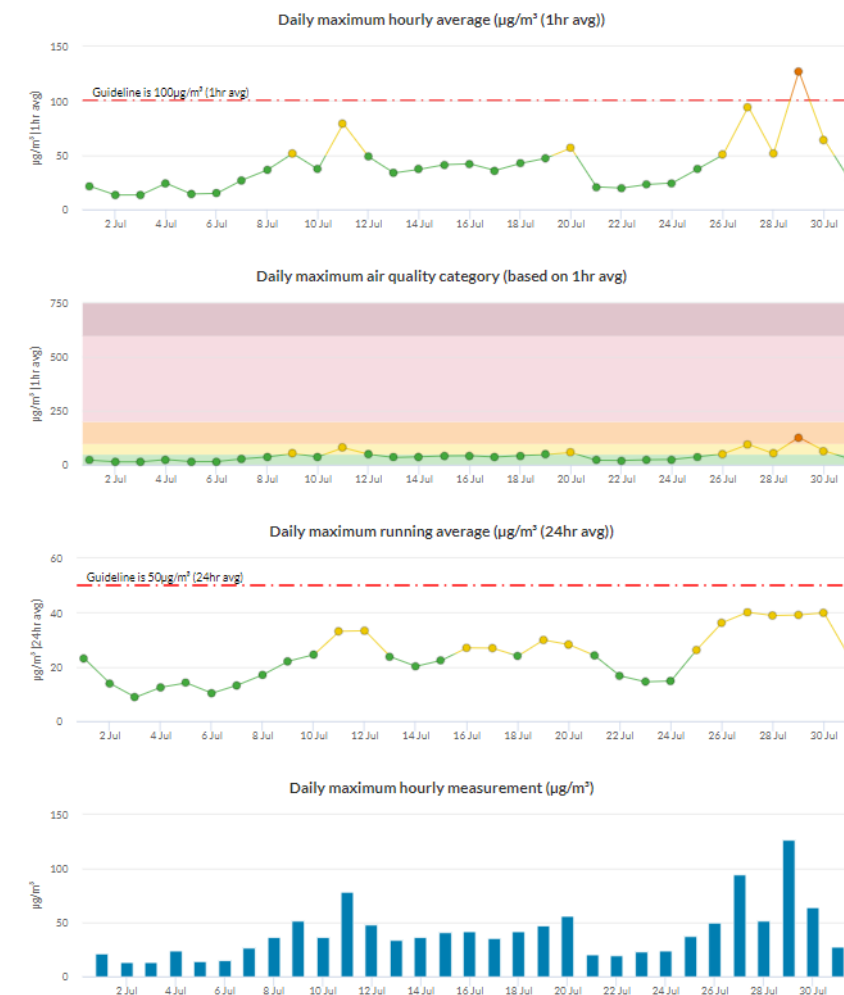 Daily maximum hourly average (µg/m³ (1hr avg))
150
Guideline is 100µg/m³ (1hr avg)
100
50
0
µg/m³ (1hr avg)
2 Jul 4 Jul 6 Jul 8 Jul 10 Jul 12 Jul 14 Jul 16 Jul 18 Jul 20 Jul 22 Jul 24 Jul 26 Jul 28 Jul 30 Jul
Daily maximum air quality category (based on 1hr avg)
750
500
250
0
µg/m³ (1hr avg)
2 Jul 4 Jul 6 Jul 8 Jul 10 Jul 12 Jul 14 Jul 16 Jul 18 Jul 20 Jul 22 Jul 24 Jul 26 Jul 28 Jul 30 Jul
Daily maximum running average (µg/m³ (24hr avg))
60
Guideline is 50µg/m³ (24hr avg)
40
20
0
µg/m³ (24hr avg)
2 Jul 4 Jul 6 Jul 8 Jul 10 Jul 12 Jul 14 Jul 16 Jul 18 Jul 20 Jul 22 Jul 24 Jul 26 Jul 28 Jul 30 Jul
Daily maximum hourly measurement (µg/m³)
150
100
50
0
µg/m³
2 Jul 4 Jul 6 Jul 8 Jul 10 Jul 12 Jul 14 Jul 16 Jul 18 Jul 20 Jul 22 Jul 24 Jul 26 Jul 28 Jul 30 Jul